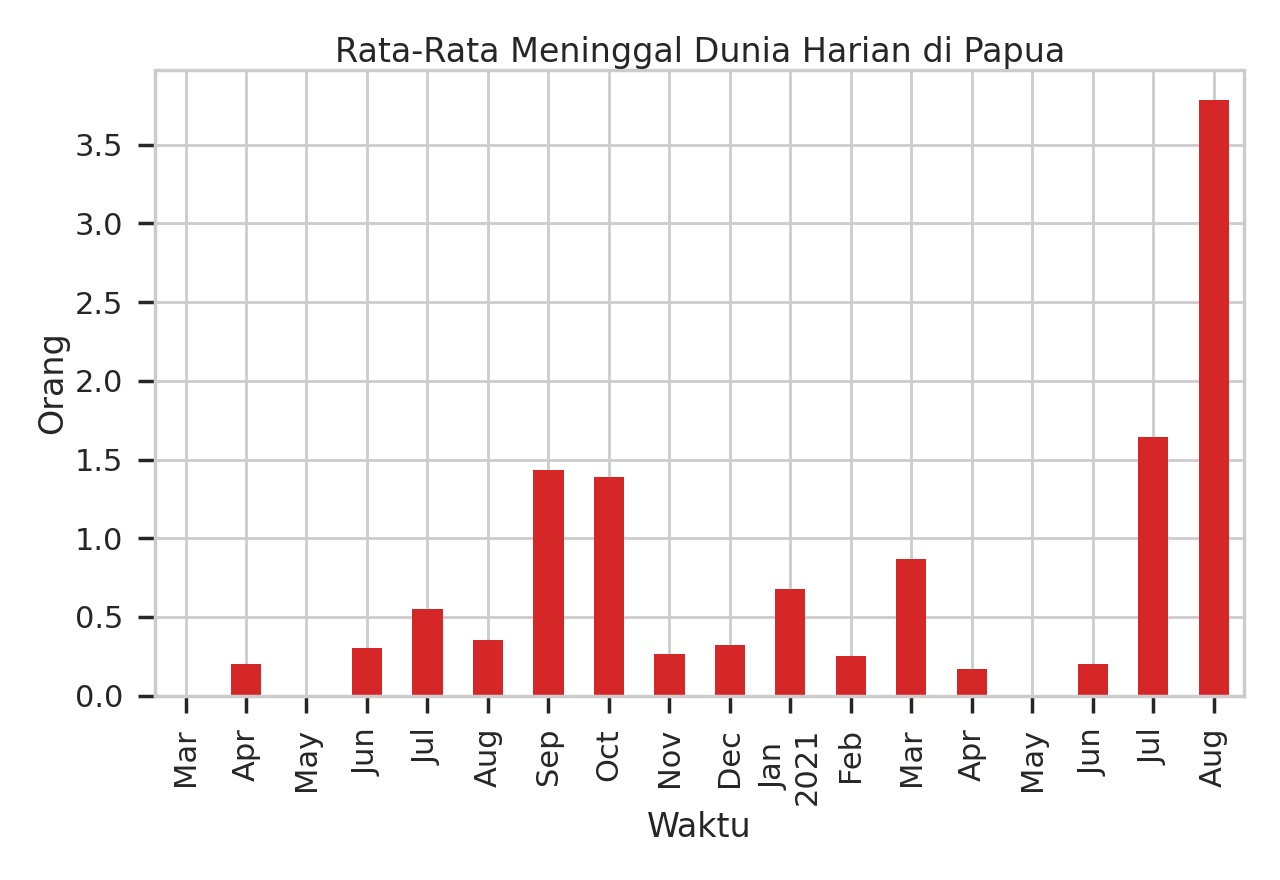 Rata-Rata Meninggal Dunia Harian di Papua
3.5
3.0
2.5
2.0
1.5
1.0
0.5
0.0
Orang
Mar
Apr
May
Jun
Jul
Aug
Sep
Oct
Nov
Dec
Jan
2021
Feb
Mar
Apr
May
Jun
Jul
Aug
Waktu